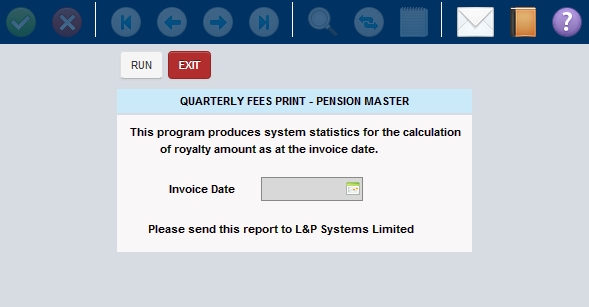 RUN EXIT
QUARTERLY FEES PRINT - PENSION MASTER
This program produces system statistics for the calculation
of royalty amount as at the invoice date.
Invoice Date
Please send this report to L&P Systems Limited
?